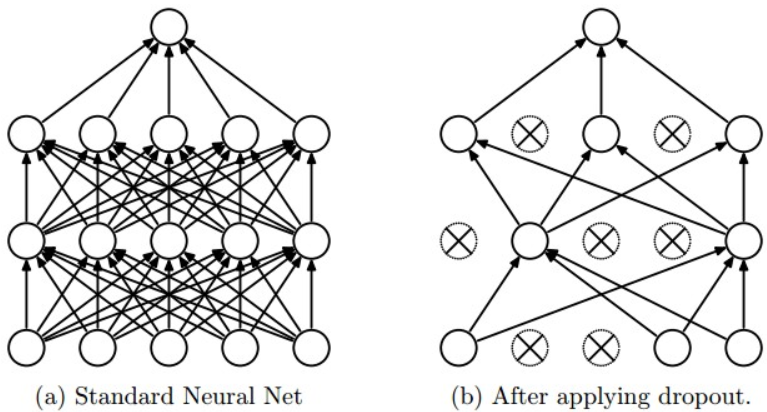 (a) Standard Neural Net
(b) After applying dropout.